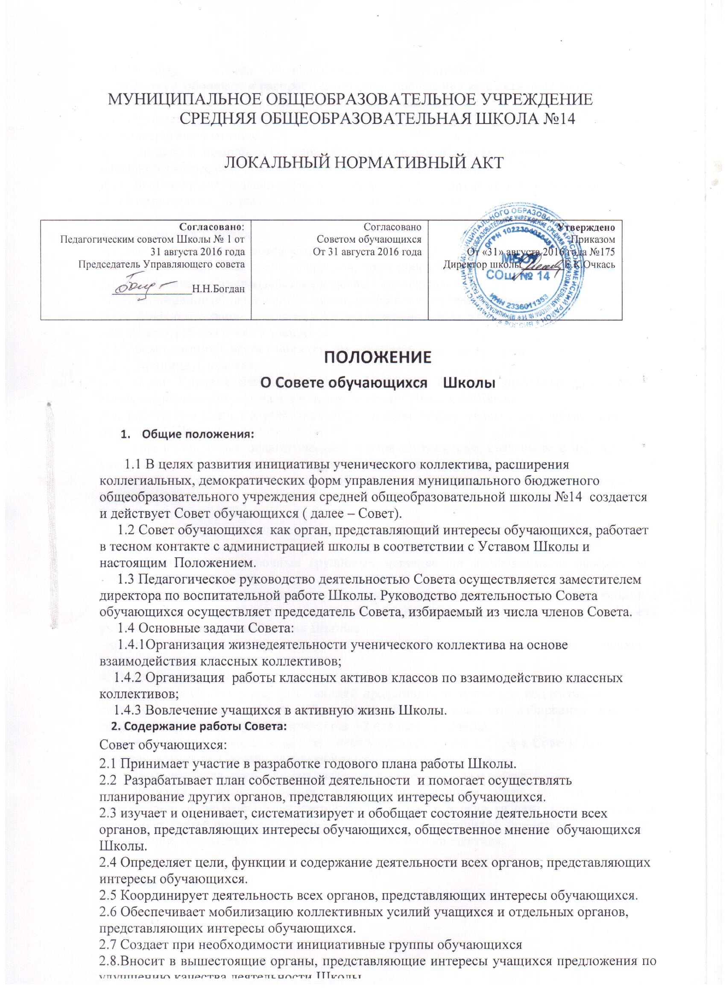 МУНИЦИПАЛЬНОЕ ОБЩЕОБРАЗОВАТЕЛЬНОЕ УЧРЕЖДЕНИЕ
СРЕДНЯЯ ОБЩЕОБРАЗОВАТЕЛЬНАЯ ШКОЛА №14
ЛОКАЛЬНЫЙ НОРМАТИВНЫЙ АКТ
Согласовано:
Педагогическим советом Школы № 1 от
31 августа 2016 года
Председатель Управляющего совета
Н.Н.Богдан
Согласовано
Советом обучающихся
От 31 августа 2016 года
Утверждено
Приказом
От «31» августа 2016 года №175
Директор школы Е.К.Очкась
МБОУ
СОШ № 14
ИНН 2336011353
ПОЛОЖЕНИЕ
О Совете обучающихся Школы
1. Общие положения:
1.1 В целях развития инициативы ученического коллектива, расширения
коллегиальных, демократических форм управления муниципального бюджетного
общеобразовательного учреждения средней общеобразовательной школы №14 создается
и действует Совет обучающихся ( далее – Совет).
1.2 Совет обучающихся как орган, представляющий интересы обучающихся, работает
в тесном контакте с администрацией школы в соответствии с Уставом Школы и
настоящим Положением.
1.3 Педагогическое руководство деятельностью Совета осуществляется заместителем
директора по воспитательной работе Школы. Руководство деятельностью Совета
обучающихся осуществляет председатель Совета, избираемый из числа членов Совета.
1.4 Основные задачи Совета:
1.4.1Организация жизнедеятельности ученического коллектива на основе
взаимодействия классных коллективов;
1.4.2 Организация работы классных активов классов по взаимодействию классных
коллективов;
1.4.3 Вовлечение учащихся в активную жизнь Школы.
2. Содержание работы Совета:
Совет обучающихся:
2.1 Принимает участие в разработке годового плана работы Школы.
2.2 Разрабатывает план собственной деятельности и помогает осуществлять
планирование других органов, представляющих интересы обучающихся.
2.3 изучает и оценивает, систематизирует и обобщает состояние деятельности всех
органов, представляющих интересы обучающихся, общественное мнение обучающихся
Школы.
2.4 Определяет цели, функции и содержание деятельности всех органов, представляющих
интересы обучающихся.
2.5 Координирует деятельность всех органов, представляющих интересы обучающихся.
2.6 Обеспечивает мобилизацию коллективных усилий учащихся и отдельных органов,
представляющих интересы обучающихся.
2.7 Создает при необходимости инициативные группы обучающихся
2.8.Вносит в вышестоящие органы, представляющие интересы учащихся предложения по
улучшению качества деятельности Школы